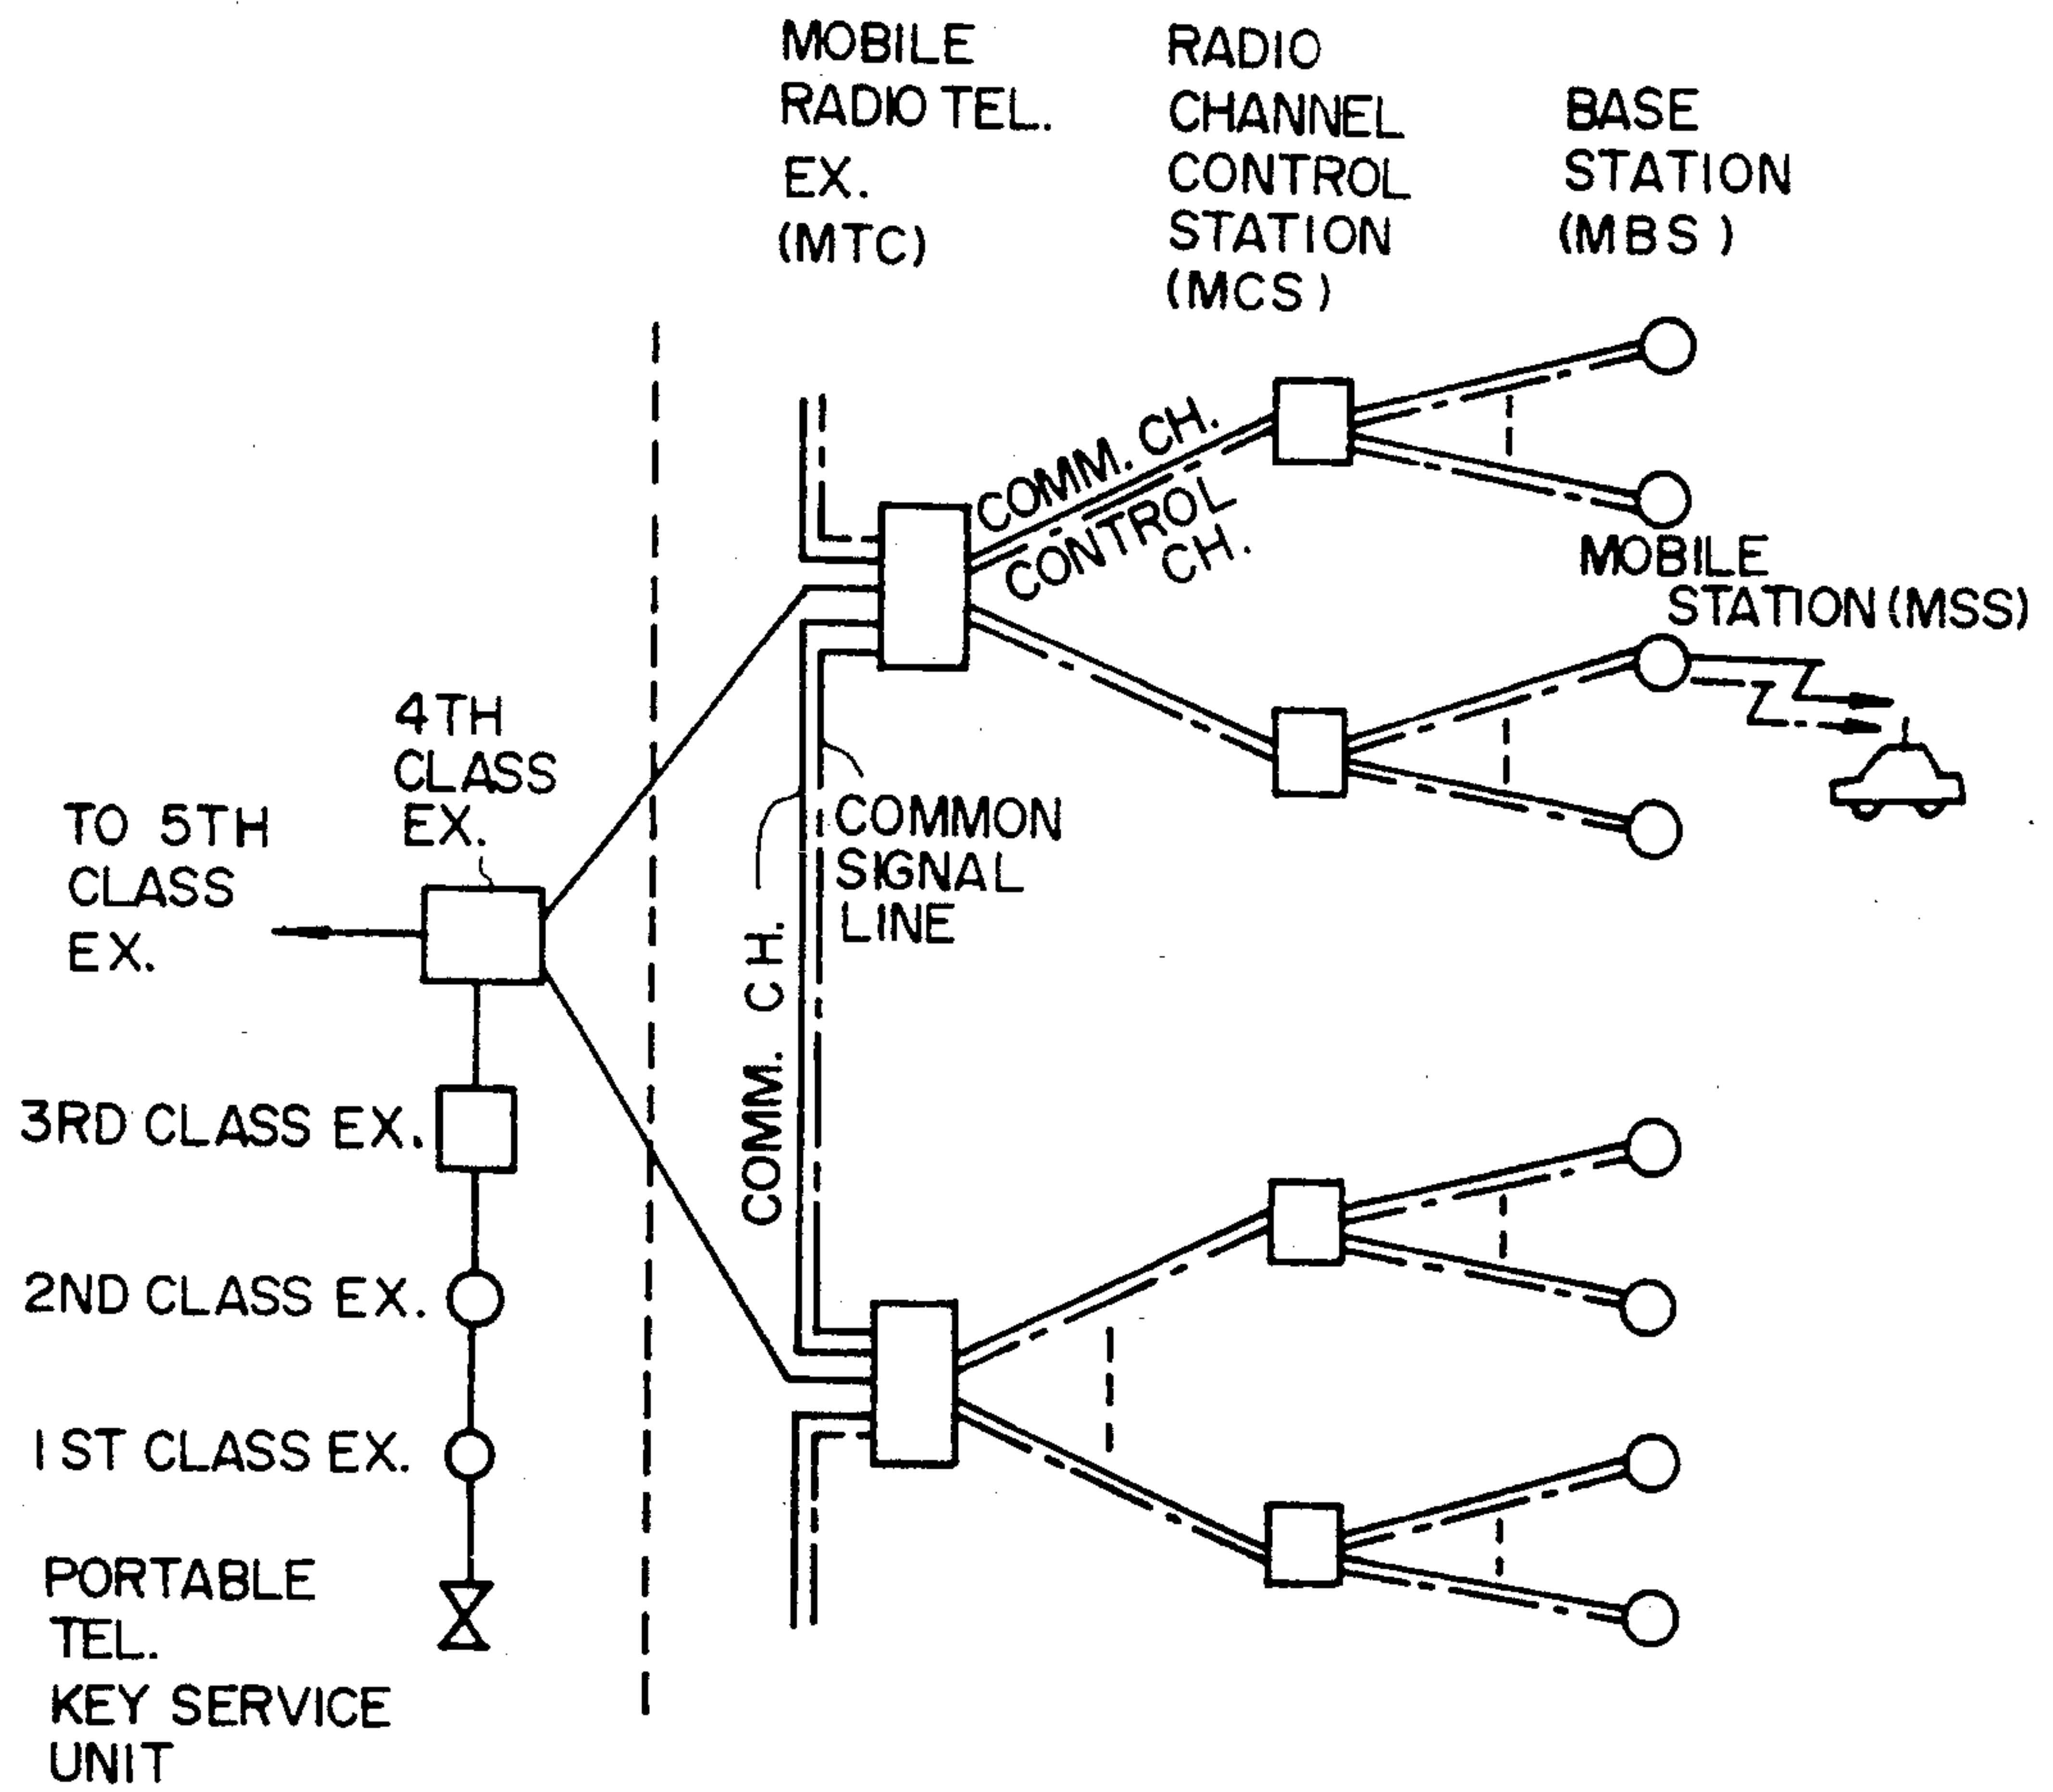 MOBILE
RADIO TEL.
EX.
(MTC)
RADIO
CHANNEL
CONTROL
STATION
(MCS)
BASE
STATION
(MBS)
COMM. CH.
CONTROL
CH.
MOBILE
STATION (MSS)
4TH
CLASS
EX.
TO 5TH
CLASS
EX.
COMMON
SIGNAL
LINE
COMM. CH.
3RD CLASS EX.
2ND CLASS EX.
1ST CLASS EX.
PORTABLE
TEL.
KEY SERVICE
UNIT